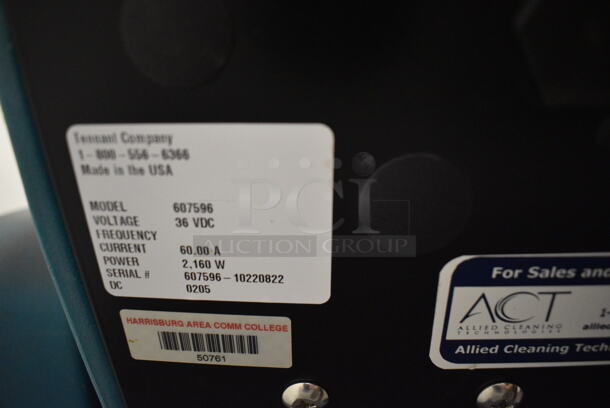 Tennant Company
1-800-556-6366
Made in the USA
MODEL 607596
VOLTAGE 36 VDC
FREQUENCY
CURRENT 60.00 A
POWER 2,160 W
SERIAL # 607596-10220822
DC 0205
PCI
AUCTION GROUP
HARRISBURG AREA COMM COLLEGE
50761
For Sales and
ACT
ALLIED CLEANING
TECHNOLOGIES
1-
allied
Allied Cleaning Tech